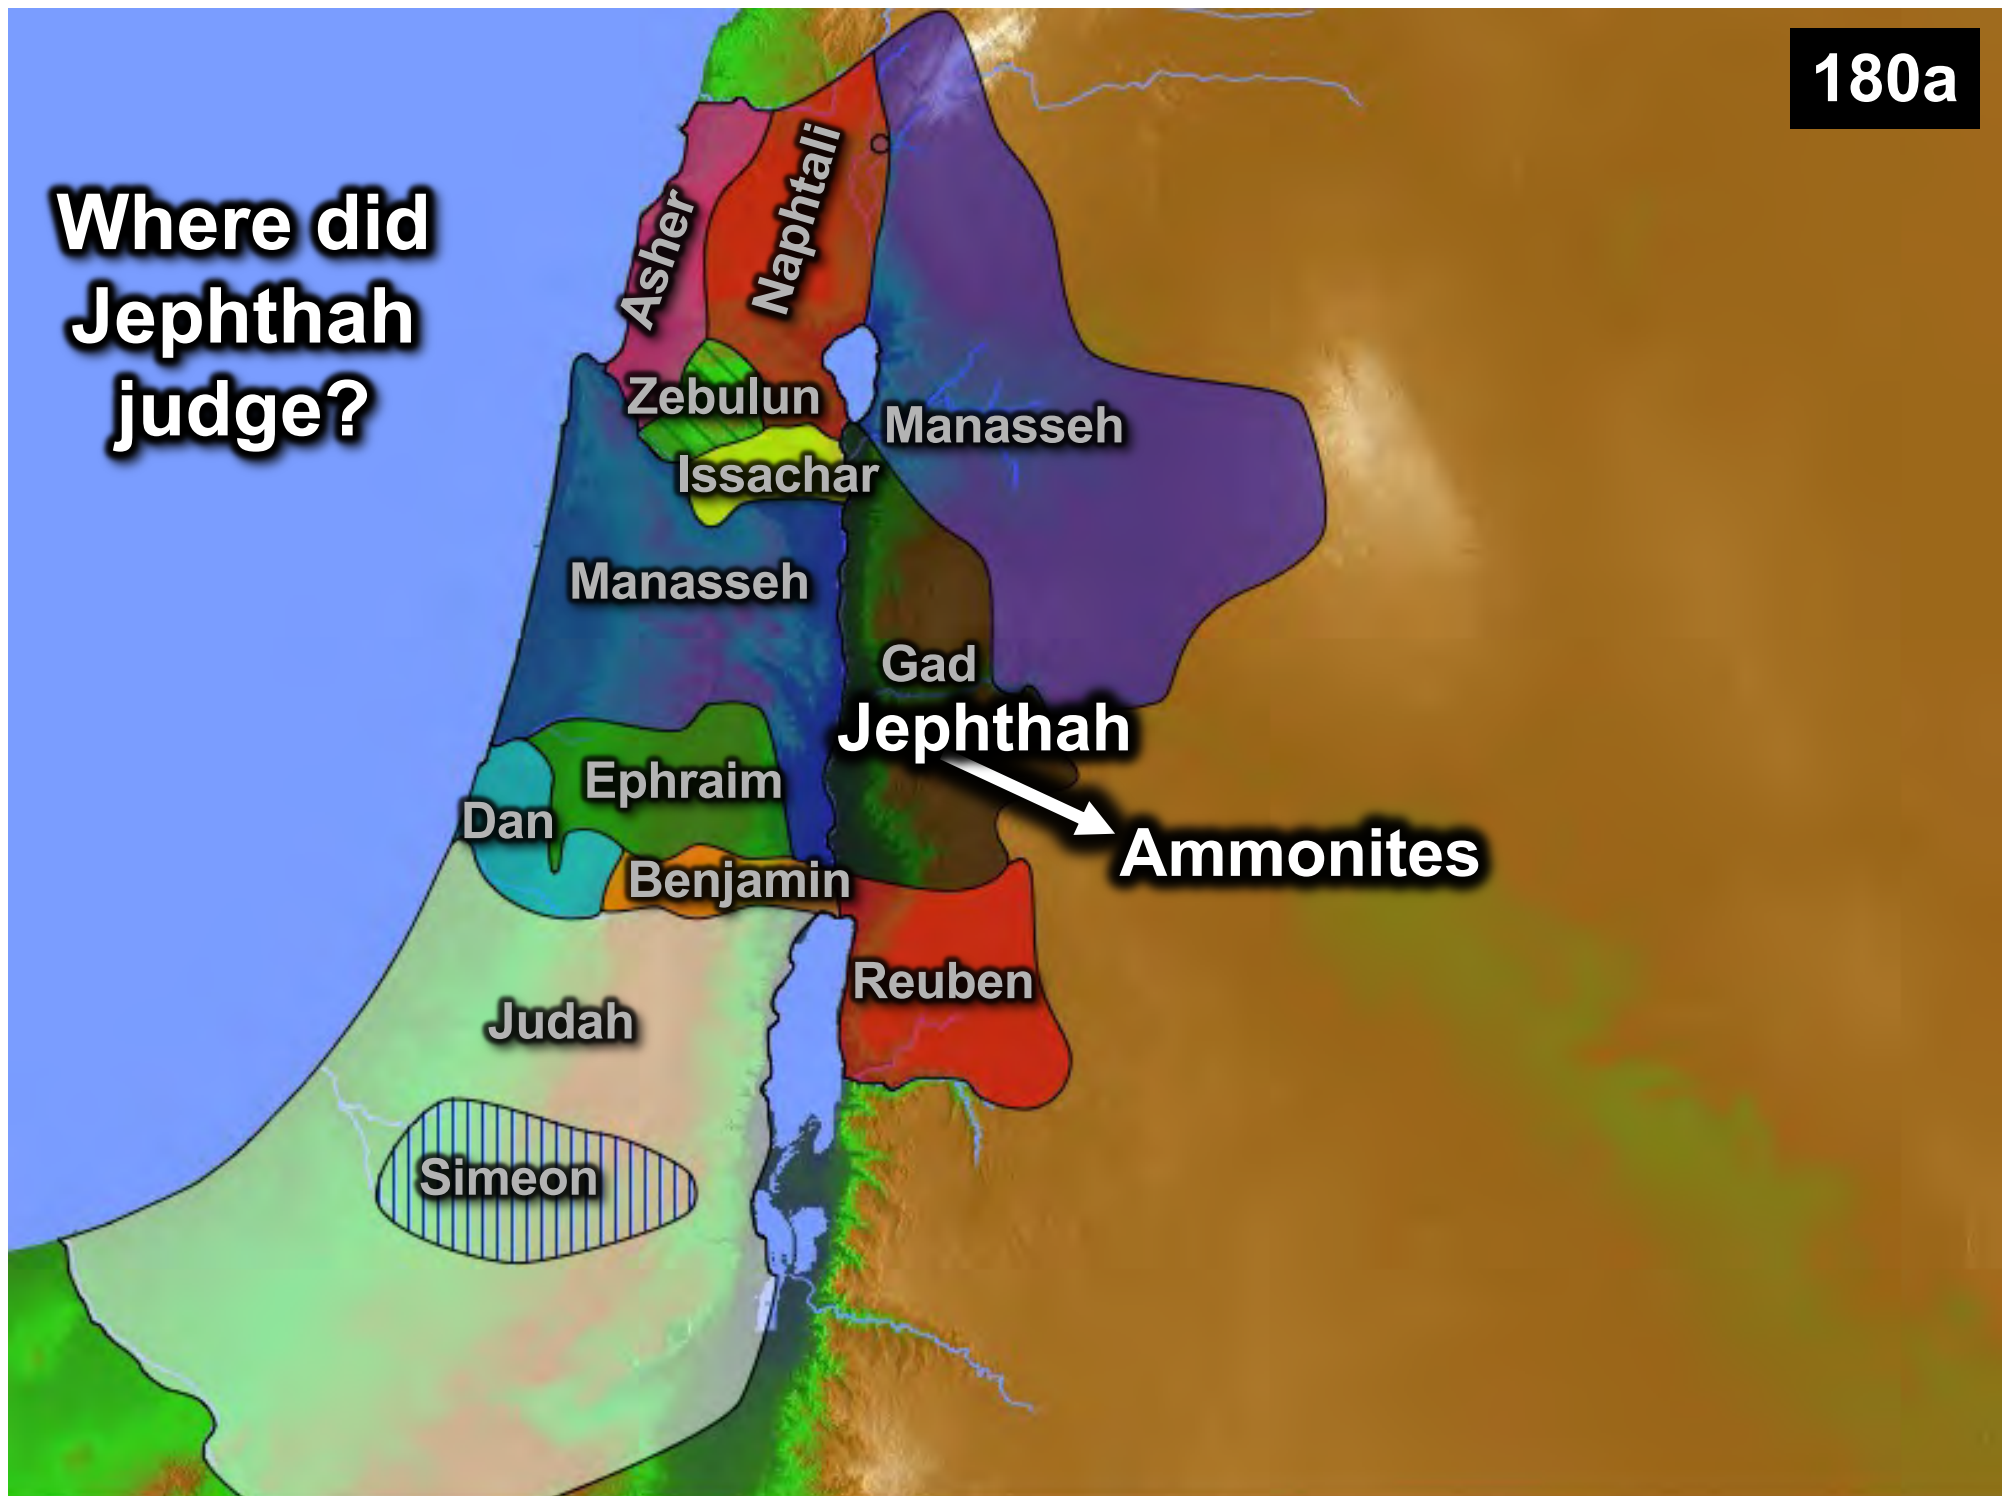 180a
Where did
Jephthah
judge?
Asher
Naphtali
Zebulun
Manasseh
Issachar
Manasseh
Gad
Jephthah
Ephraim
Dan
Ammonites
Benjamin
Reuben
Judah
Simeon